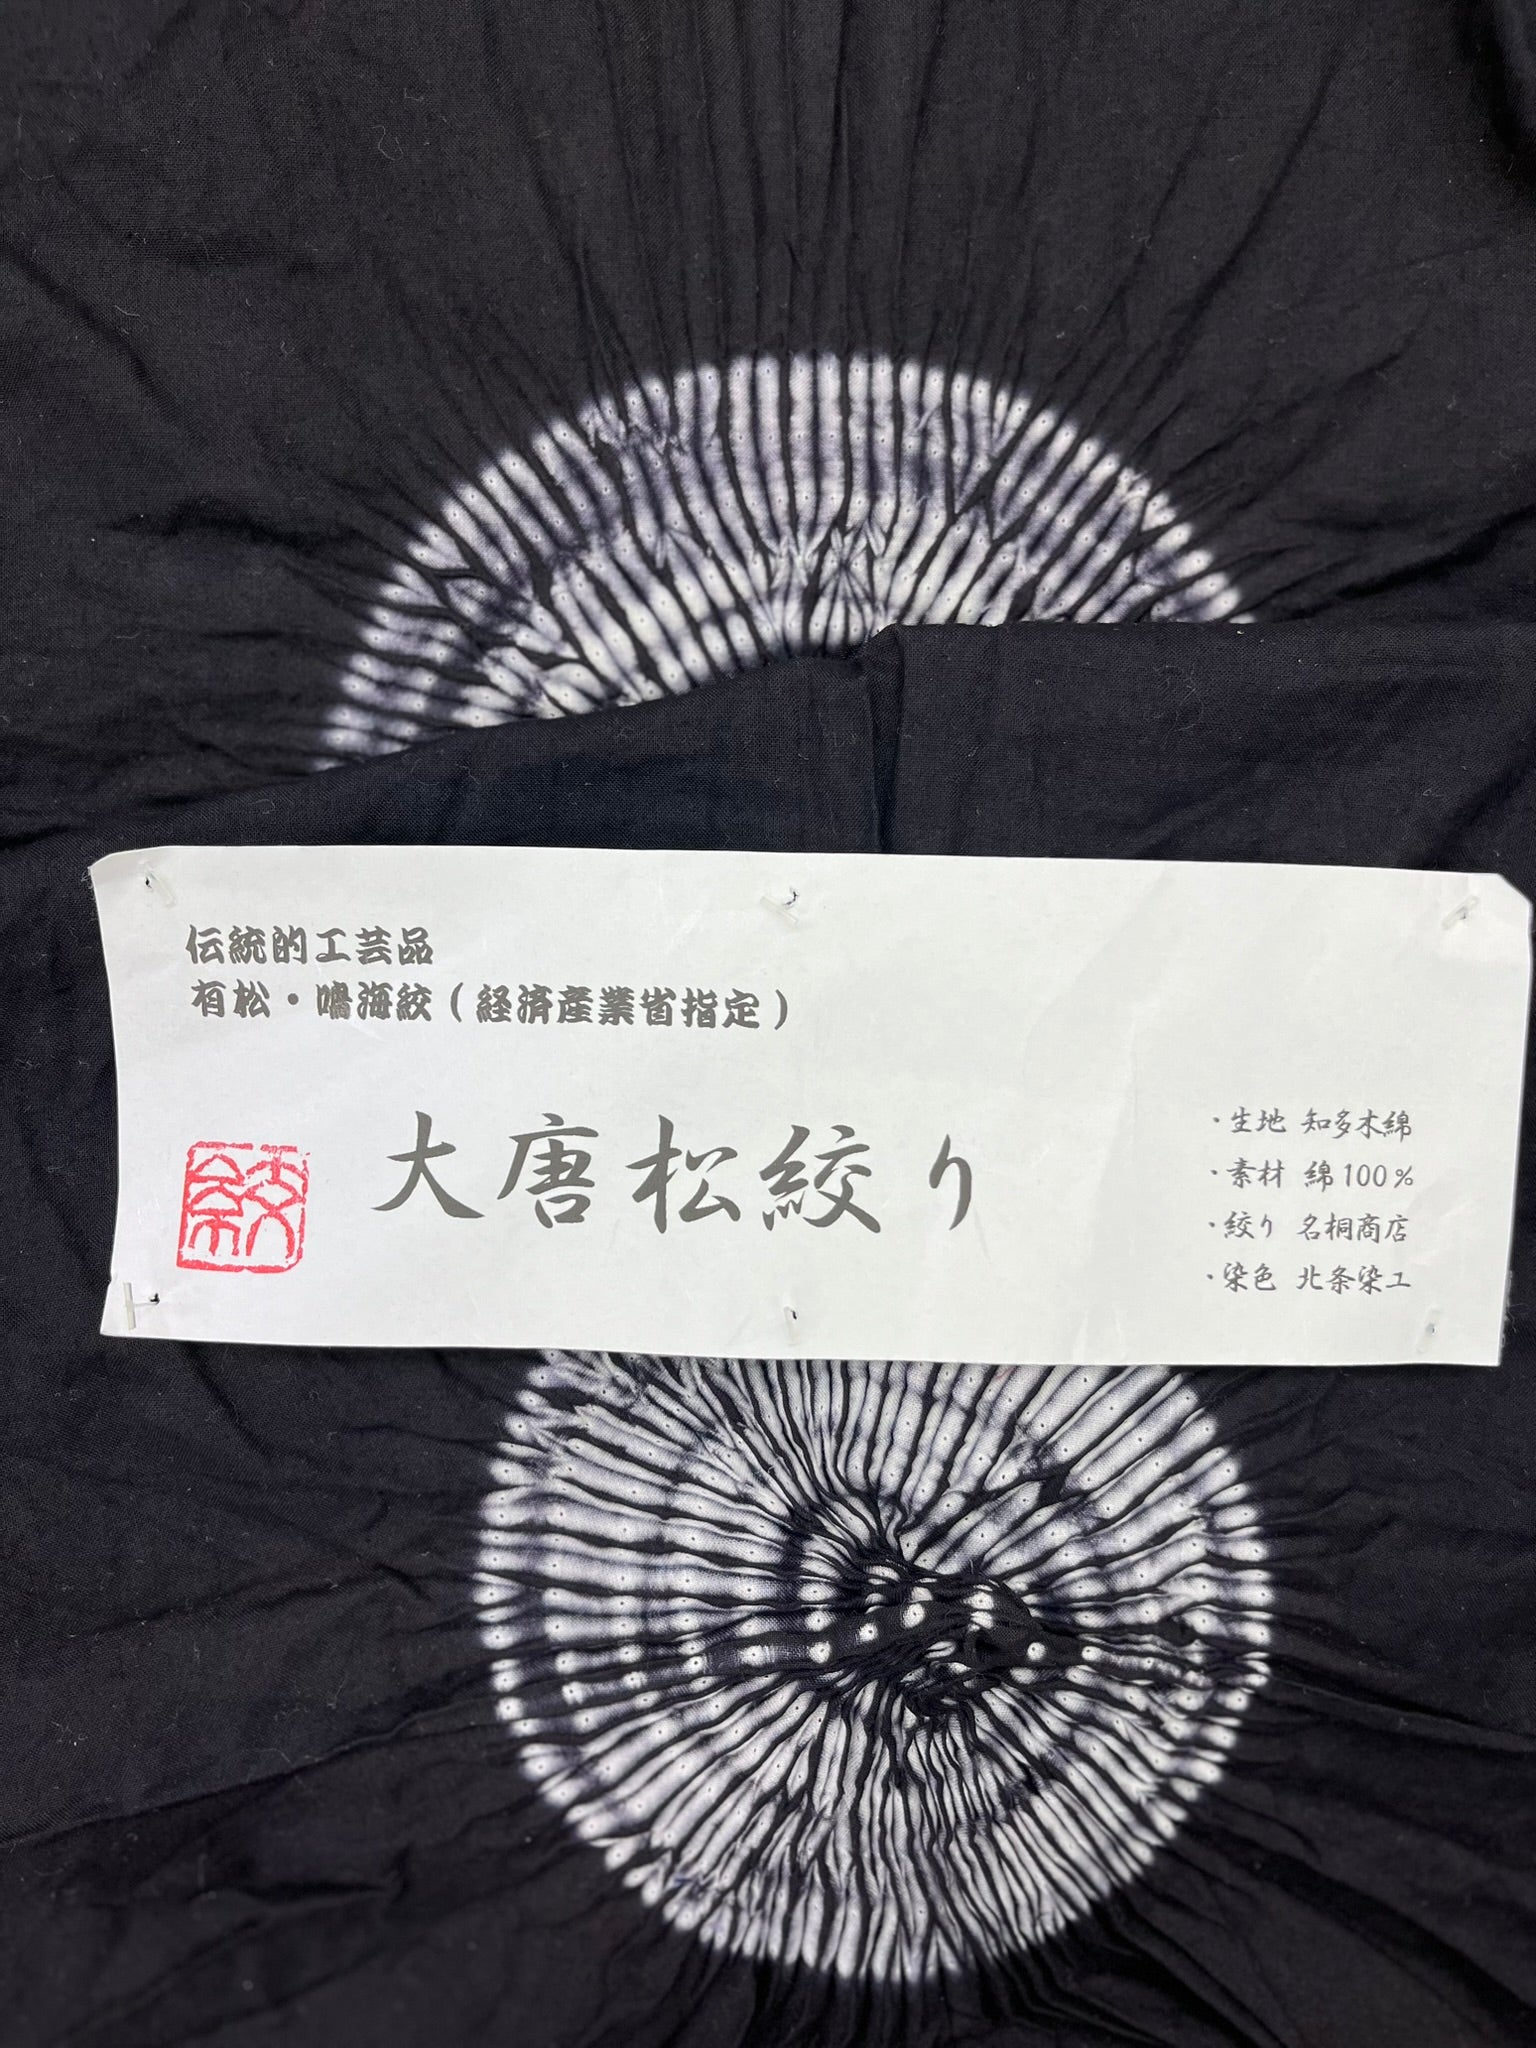 伝統的工芸品
有松・鳴海絞(経済産業省指定)
大唐松絞り
絞
・生地 知多木綿
・素材 綿100%
・絞り 名桐商店
・染色 北条染工